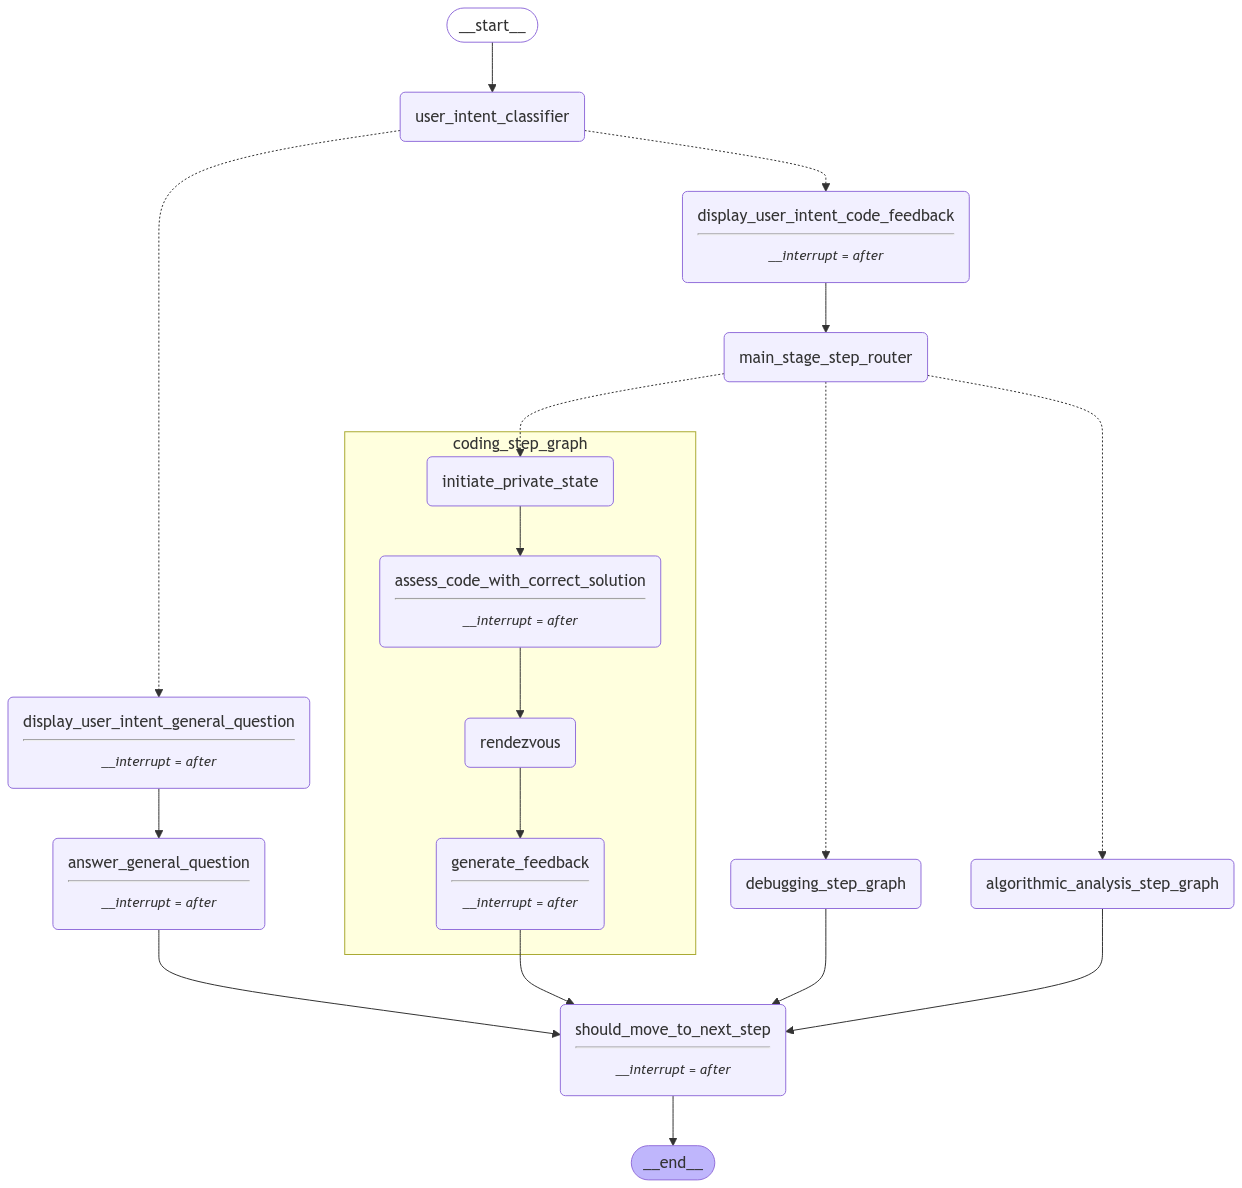 __start__
user_intent_classifier
display_user_intent_code_feedback
__interrupt = after
main_stage_step_router
coding_step_graph
initiate_private_state
assess_code_with_correct_solution
__interrupt = after
display_user_intent_general_question
__interrupt = after
rendezvous
answer_general_question
__interrupt = after
generate_feedback
__interrupt = after
debugging_step_graph
algorithmic_analysis_step_graph
should_move_to_next_step
__interrupt = after
__end__